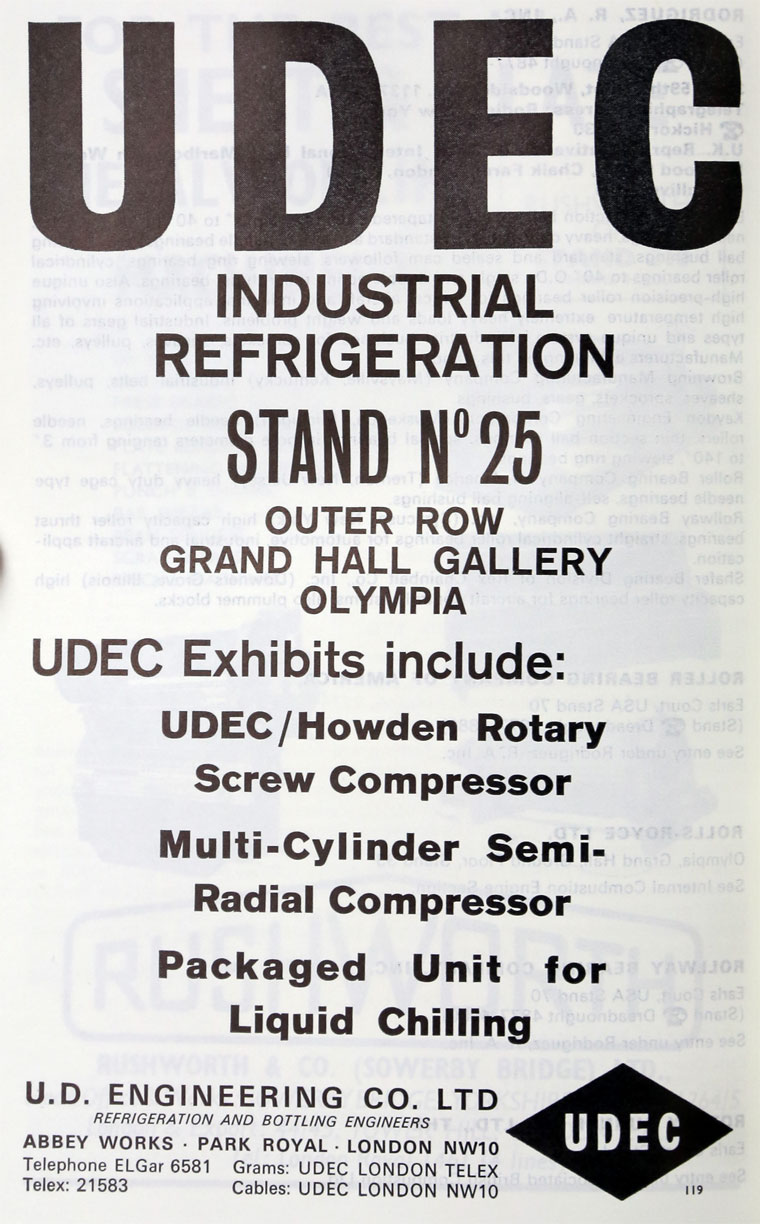 UDEC
INDUSTRIAL
REFRIGERATION
STAND Nº 25
OUTER ROW
GRAND HALL GALLERY
OLYMPIA
UDEC Exhibits include:
UDEC/Howden Rotary
Screw Compressor
Multi-Cylinder Semi-
Radial Compressor
Packaged Unit for
Liquid Chilling
U.D. ENGINEERING CO. LTD
REFRIGERATION AND BOTTLING ENGINEERS
ABBEY WORKS · PARK ROYAL · LONDON NW10
Telephone ELGar 6581 Grams: UDEC LONDON TELEX
Telex: 21583 Cables: UDEC LONDON NW10
UDEC
119